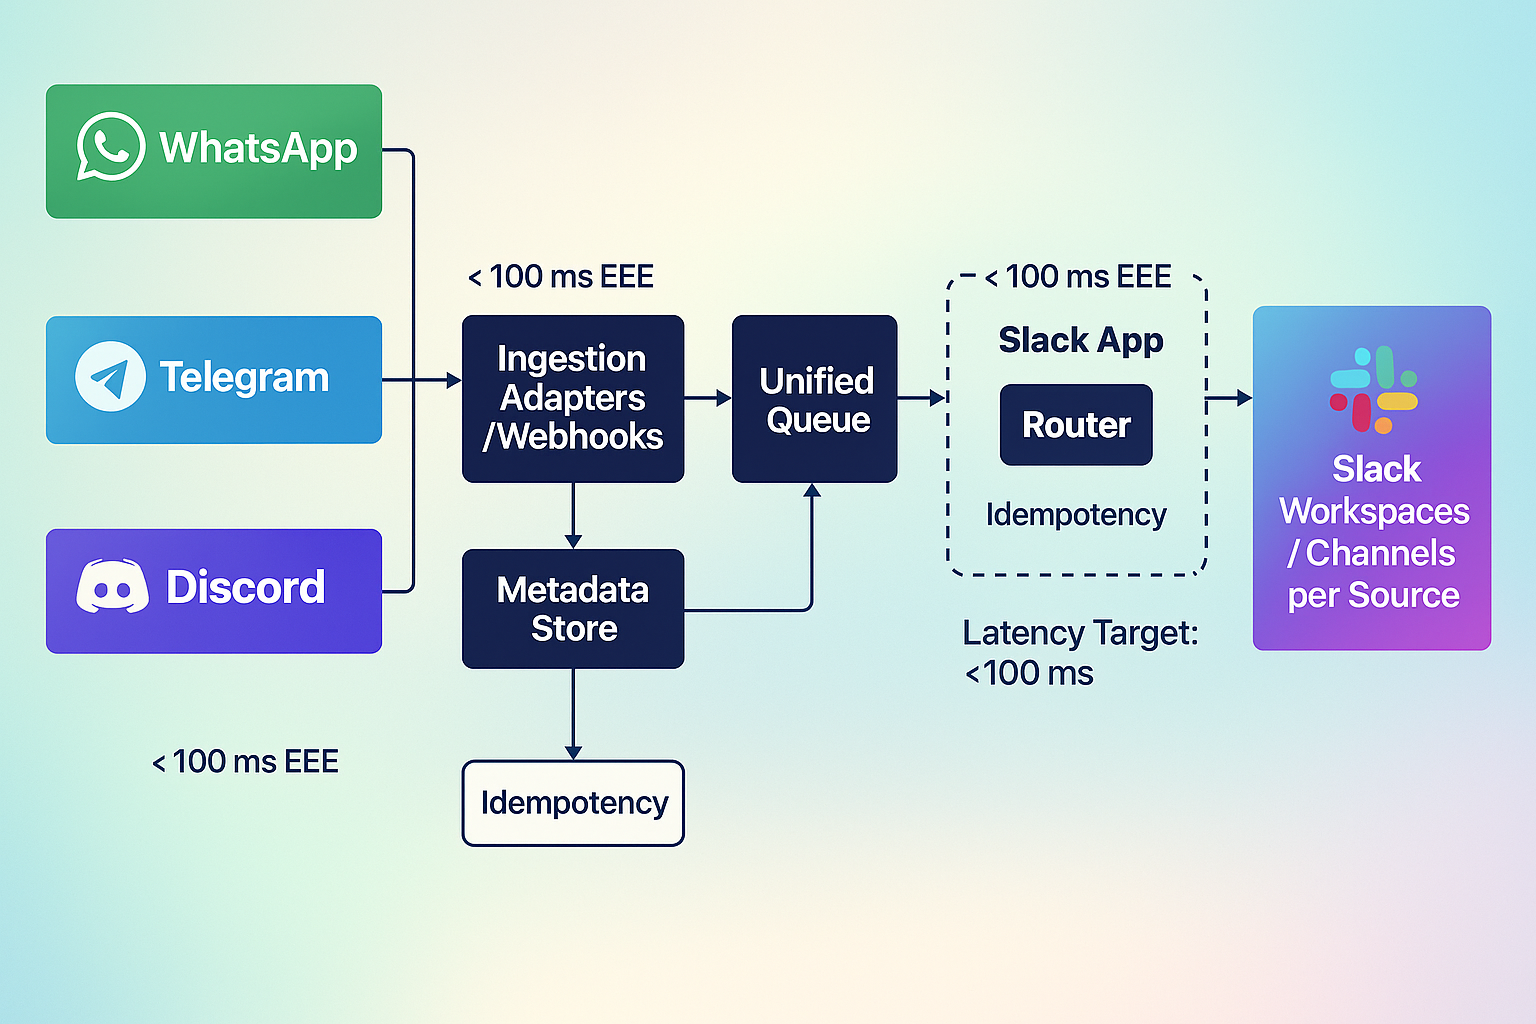 WhatsApp
Telegram
Discord
< 100 ms EEE
< 100 ms EEE
Ingestion
Adapters
/Webhooks
Metadata
Store
Idempotency
Unified
Queue
< 100 ms EEE
Slack App
Router
Idempotency
Latency Target:
<100 ms
Slack
Workspaces
/ Channels
per Source